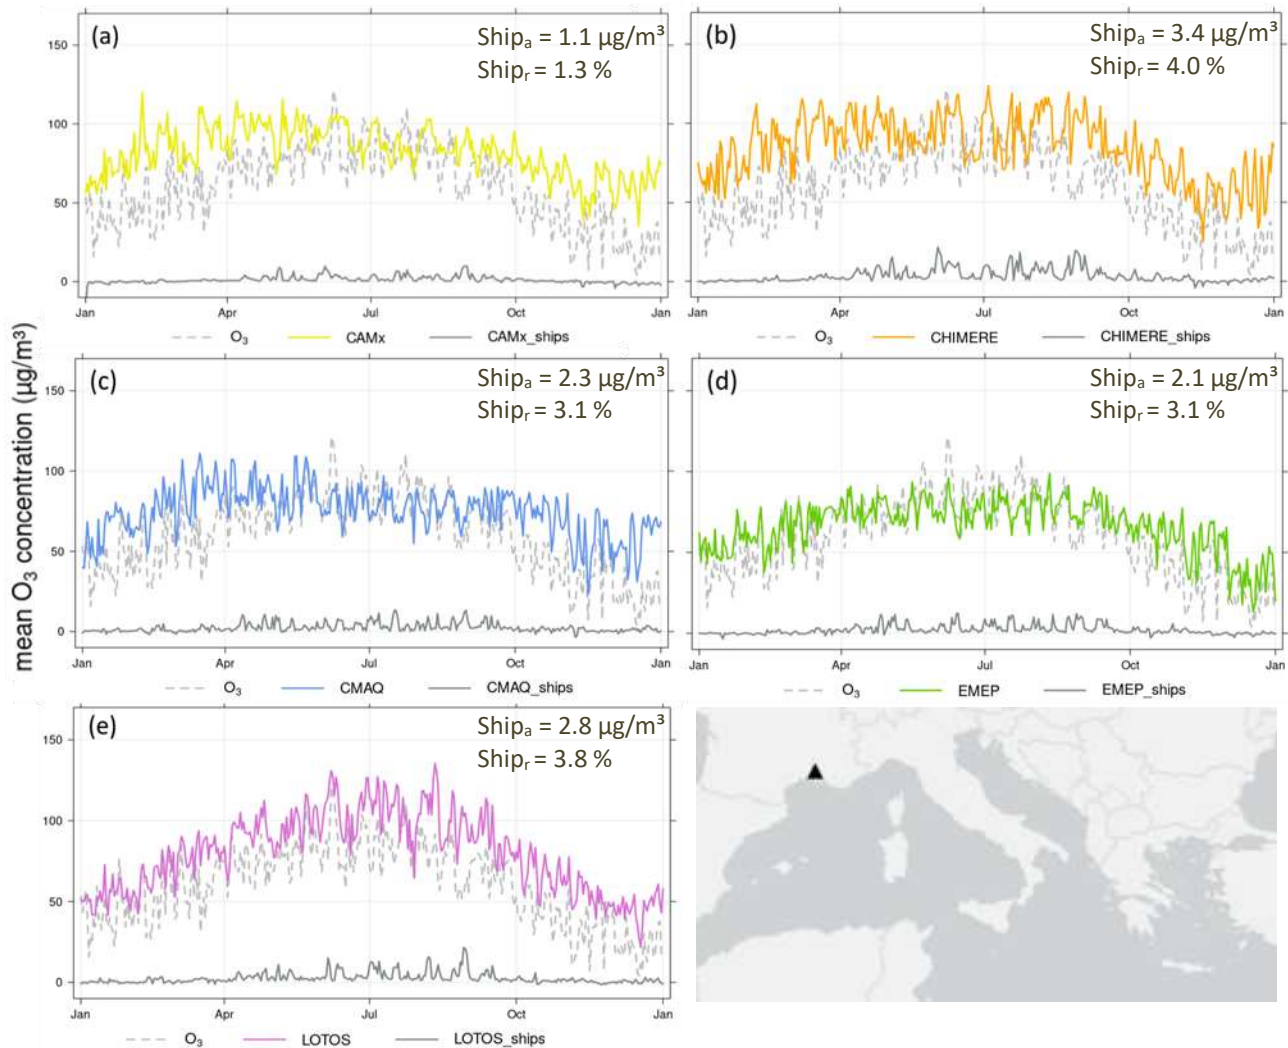 (a)
Shipₐ = 1.1 µg/m³
Shipᵣ = 1.3 %
150
100
50
0
Jan Apr Jul Oct Jan
O₃ CAMx CAMx_ships
(b)
Shipₐ = 3.4 µg/m³
Shipᵣ = 4.0 %
Jan Apr Jul Oct Jan
O₃ CHIMERE CHIMERE_ships
mean O₃ concentration (µg/m³)
(c)
Shipₐ = 2.3 µg/m³
Shipᵣ = 3.1 %
150
100
50
0
Jan Apr Jul Oct Jan
O₃ CMAQ CMAQ_ships
(d)
Shipₐ = 2.1 µg/m³
Shipᵣ = 3.1 %
Jan Apr Jul Oct Jan
O₃ EMEP EMEP_ships
(e)
Shipₐ = 2.8 µg/m³
Shipᵣ = 3.8 %
150
100
50
0
Jan Apr Jul Oct Jan
O₃ LOTOS LOTOS_ships